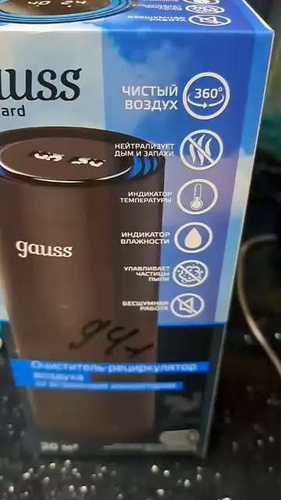 gauss
ard
ЧИСТЫЙ
ВОЗДУХ
360°
НЕЙТРАЛИЗУЕТ
ДЫМ И ЗАПАХИ
ИНДИКАТОР
ТЕМПЕРАТУРЫ
ИНДИКАТОР
ВЛАЖНОСТИ
gauss
УЛАВЛИВАЕТ
ЧАСТИЦЫ
ПЫЛИ
БЕСШУМНАЯ
РАБОТА
Очиститель-рециркулятор
воздуха